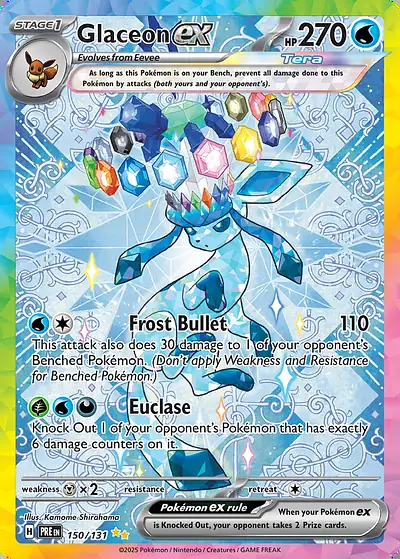 STAGE1
Glaceon ex
HP 270
Evolves from Eevee
Tera
As long as this Pokémon is on your Bench, prevent all damage done to this
Pokémon by attacks (both yours and your opponent's).
Frost Bullet 110
This attack also does 30 damage to 1 of your opponent's
Benched Pokémon. (Don't apply Weakness and Resistance
for Benched Pokémon.)
Euclase
Knock Out 1 of your opponent's Pokémon that has exactly
6 damage counters on it.
weakness ×2 resistance retreat
Pokémon ex rule
When your Pokémon ex
is Knocked Out, your opponent takes 2 Prize cards.
Illus. Kamome Shirahama
H PRE EN 150/131
©2025 Pokémon / Nintendo / Creatures / GAME FREAK